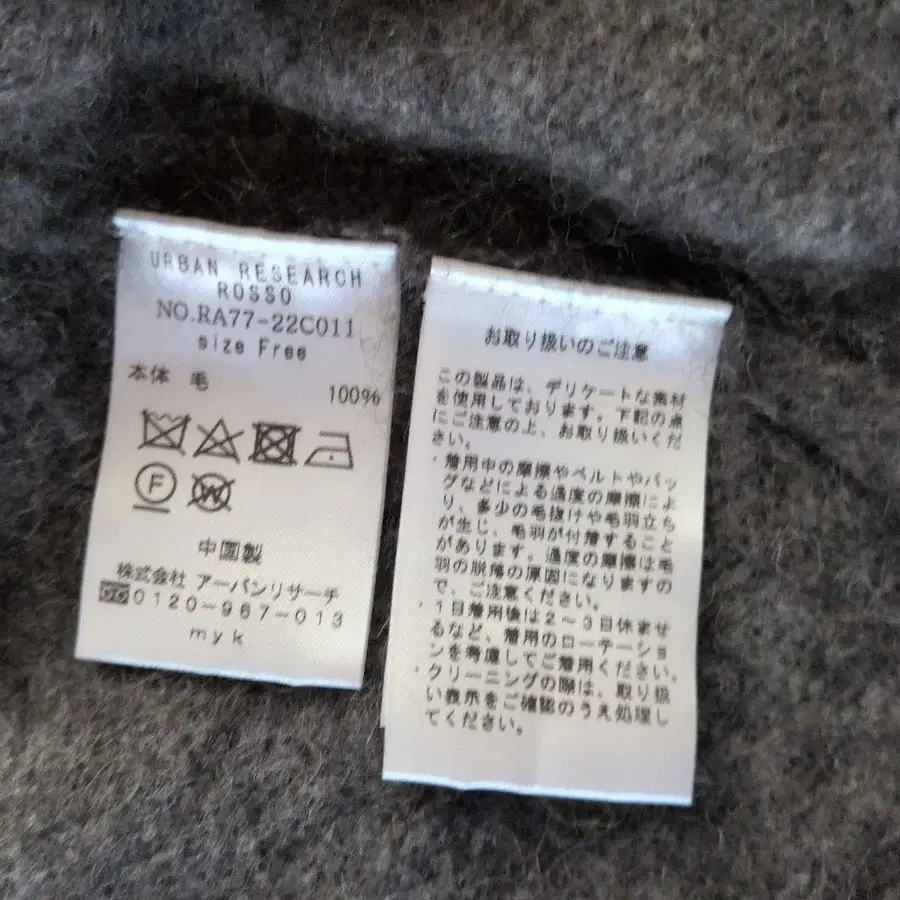 URBAN RESEARCH
ROSSO
NO.RA77-22C011
size Free
本体 毛
100%
F
W
中國製
株式会社 アーバンリサーチ
0120-967-013
myk
お取り扱いのご注意
この製品は、デリケートな素材
を使用しております。下記の点
にご注意の上、お取り扱いくだ
さい。
・着用中の摩擦やベルトやバッ
グなどによる過度の摩擦によ
り、多少の毛抜けや毛羽立ち
が生じ、毛羽が付着すること
があります。過度の摩擦は毛
羽の脱落の原因になりますの
で、ご注意ください。
・1日着用後は2〜3日休ませ
るなど、着用のローテーショ
ンを考慮してご着用ください。
・クリーニングの際は、取り扱
い表示をご確認のうえ処理し
てください。